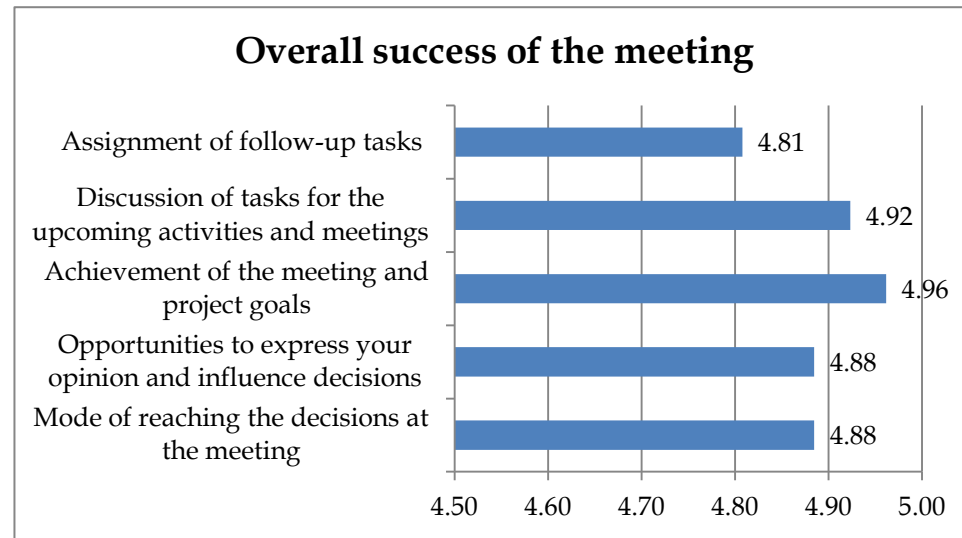 Overall success of the meeting
Assignment of follow-up tasks
4.81
Discussion of tasks for the
upcoming activities and meetings
4.92
Achievement of the meeting and
project goals
4.96
Opportunities to express your
opinion and influence decisions
4.88
Mode of reaching the decisions at
the meeting
4.88
4.50 4.60 4.70 4.80 4.90 5.00